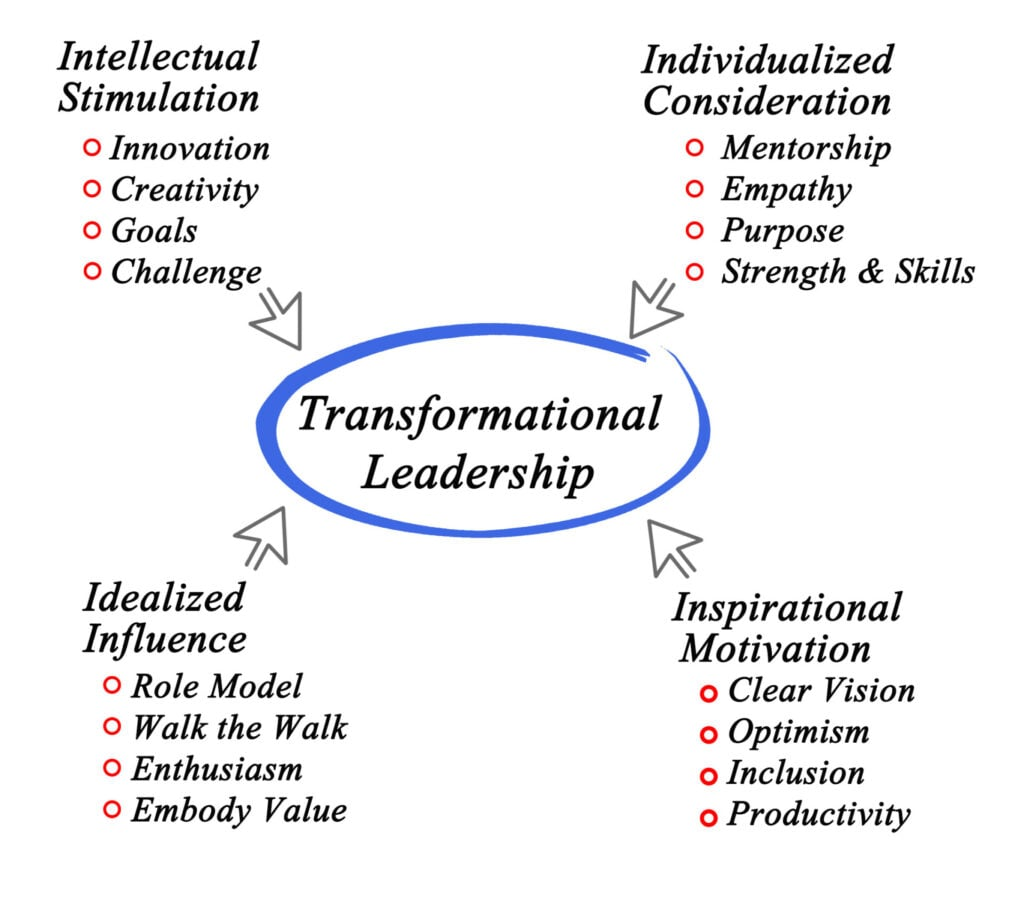 Intellectual
Stimulation
Innovation
Creativity
Goals
Challenge
Individualized
Consideration
Mentorship
Empathy
Purpose
Strength & Skills
Transformational
Leadership
Idealized
Influence
Role Model
Walk the Walk
Enthusiasm
Embody Value
Inspirational
Motivation
Clear Vision
Optimism
Inclusion
Productivity